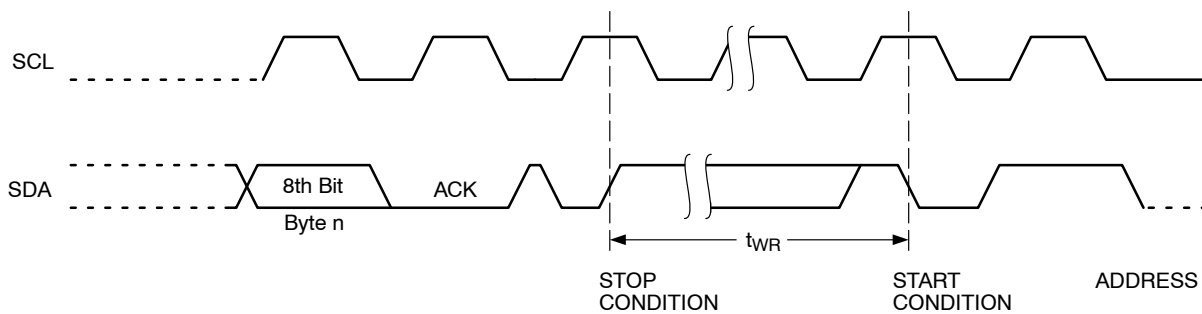 SCL
SDA
8th Bit
ACK
Byte n
tWR
STOP
CONDITION
START
CONDITION
ADDRESS